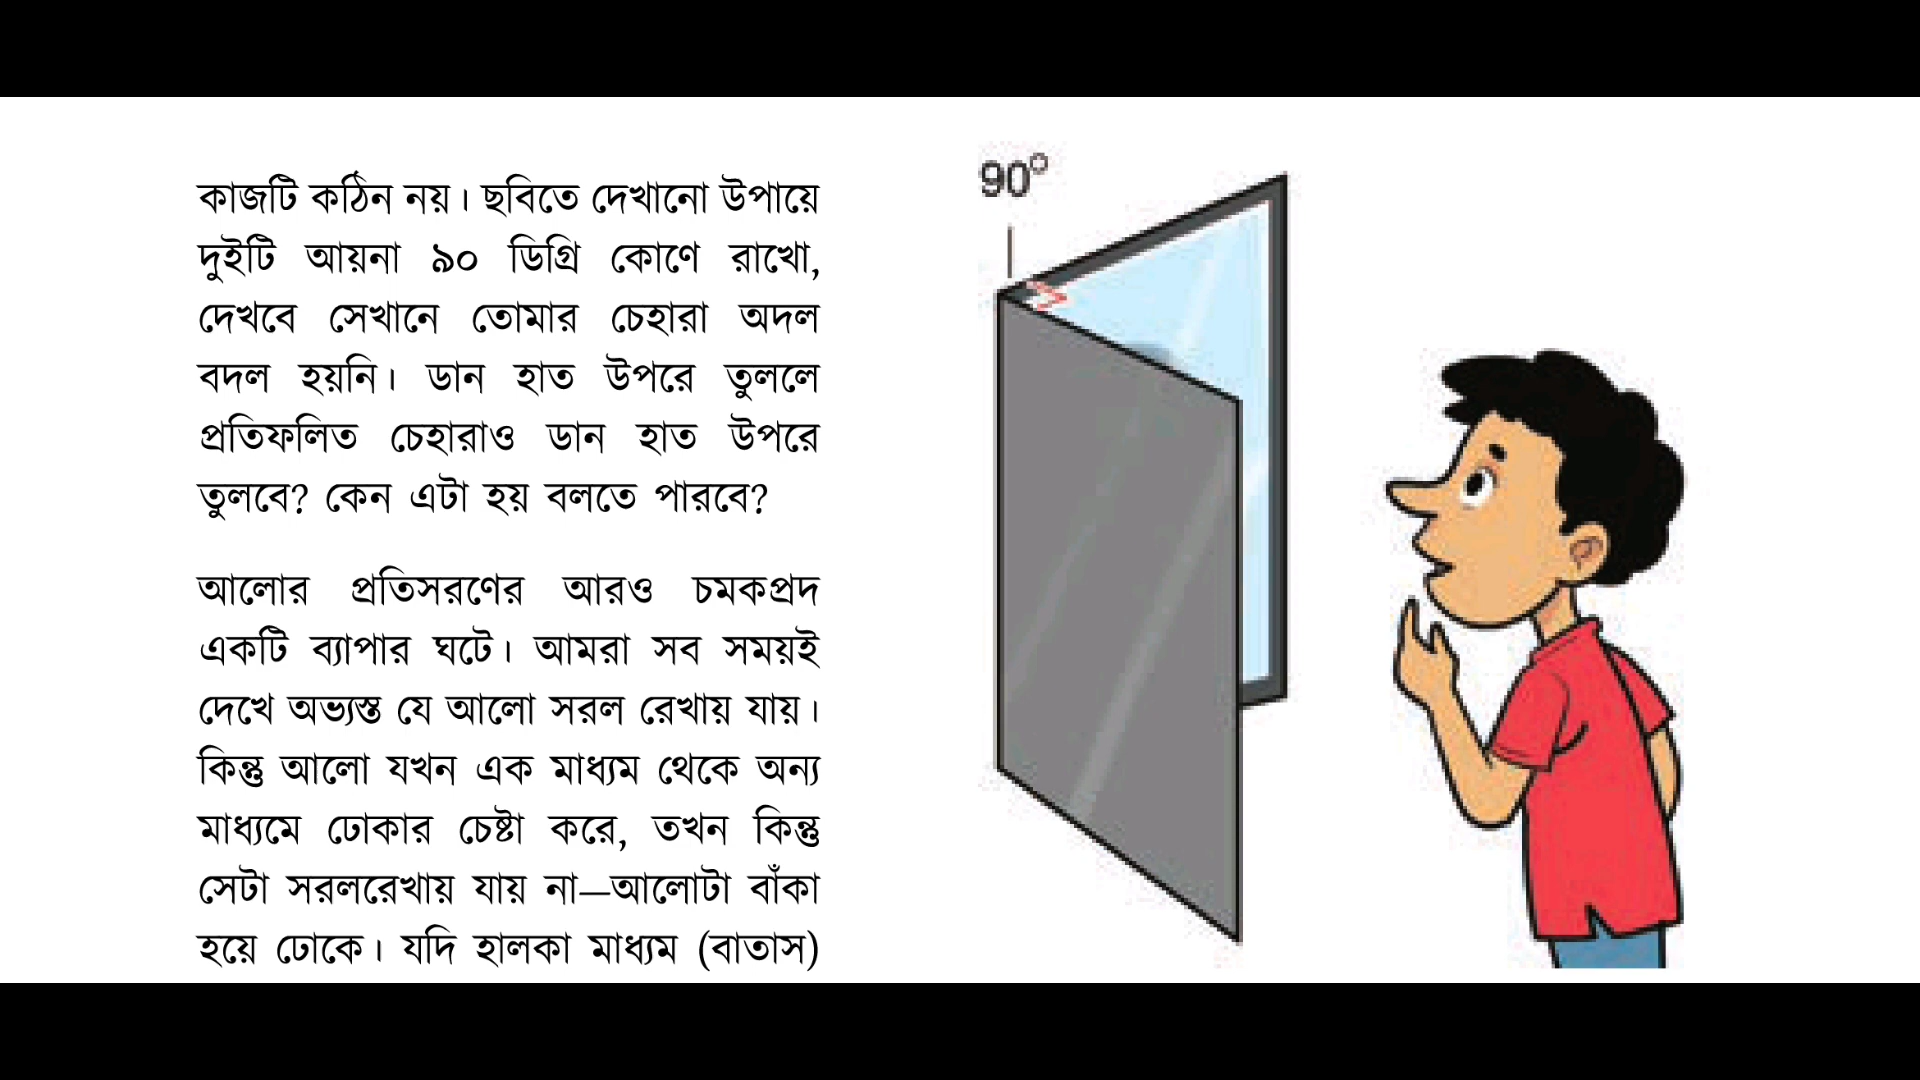 কাজটি কঠিন নয়। ছবিতে দেখানো উপায়ে
দুইটি আয়না ৯০ ডিগ্রি কোণে রাখো,
দেখবে সেখানে তোমার চেহারা অদল
বদল হয়নি। ডান হাত উপরে তুললে
প্রতিফলিত চেহারাও ডান হাত উপরে
তুলবে? কেন এটা হয় বলতে পারবে?
আলোর প্রতিসরণের আরও চমকপ্রদ
একটি ব্যাপার ঘটে। আমরা সব সময়ই
দেখে অভ্যস্ত যে আলো সরল রেখায় যায়।
কিন্তু আলো যখন এক মাধ্যম থেকে অন্য
মাধ্যমে ঢোকার চেষ্টা করে, তখন কিন্তু
সেটা সরলরেখায় যায় না—আলোটা বাঁকা
হয়ে ঢোকে। যদি হালকা মাধ্যম (বাতাস)
90°